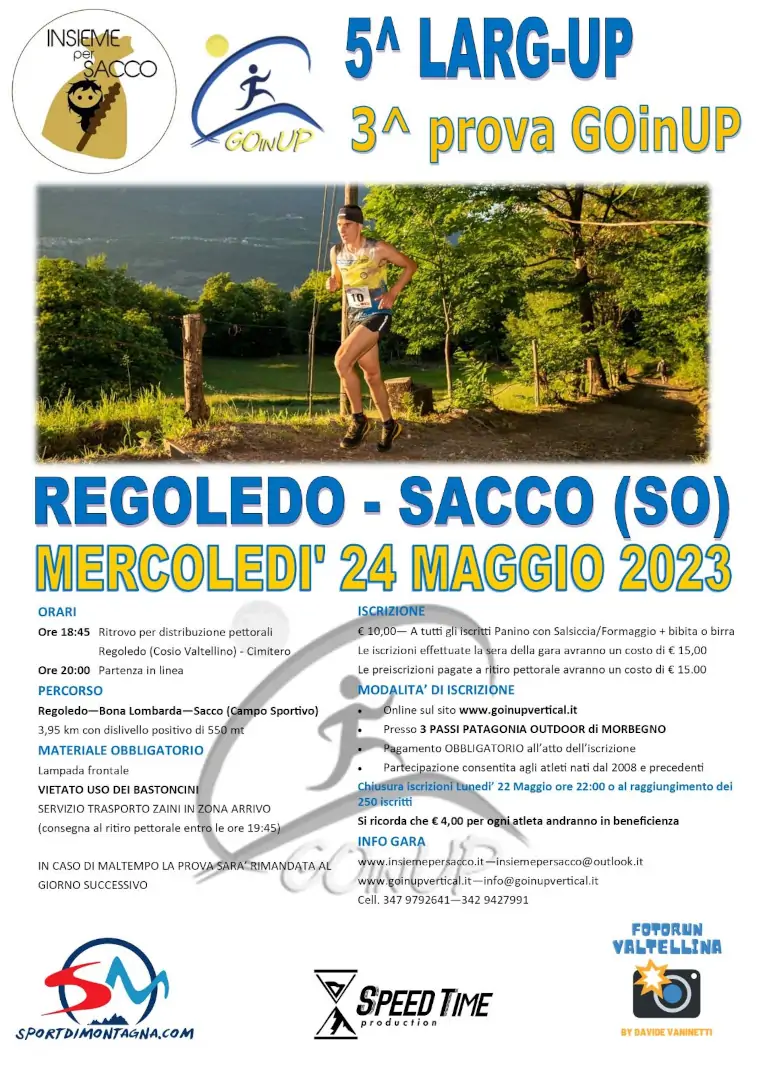 INSIEME
per
SACCO
GOINUP
5^ LARG-UP
3^ prova GOinUP
10
REGOLEDO - SACCO (SO)
MERCOLEDI' 24 MAGGIO 2023
ORARI
Ore 18:45 Ritrovo per distribuzione pettorali
Regoledo (Cosio Valtellino) - Cimitero
Ore 20:00 Partenza in linea
PERCORSO
Regoledo—Bona Lombarda—Sacco (Campo Sportivo)
3,95 km con dislivello positivo di 550 mt
MATERIALE OBBLIGATORIO
Lampada frontale
VIETATO USO DEI BASTONCINI
SERVIZIO TRASPORTO ZAINI IN ZONA ARRIVO
(consegna al ritiro pettorale entro le ore 19:45)
IN CASO DI MALTEMPO LA PROVA SARA' RIMANDATA AL
GIORNO SUCCESSIVO
ISCRIZIONE
€ 10,00— A tutti gli iscritti Panino con Salsiccia/Formaggio + bibita o birra
Le iscrizioni effettuate la sera della gara avranno un costo di € 15,00
Le preiscrizioni pagate a ritiro pettorale avranno un costo di € 15.00
MODALITA' DI ISCRIZIONE
• Online sul sito www.goinupvertical.it
• Presso 3 PASSI PATAGONIA OUTDOOR di MORBEGNO
• Pagamento OBBLIGATORIO all'atto dell'iscrizione
• Partecipazione consentita agli atleti nati dal 2008 e precedenti
Chiusura iscrizioni Lunedi' 22 Maggio ore 22:00 o al raggiungimento dei
250 iscritti
Si ricorda che € 4,00 per ogni atleta andranno in beneficienza
INFO GARA
www.insiemepersacco.it—insiemepersacco@outlook.it
www.goinupvertical.it—info@goinupvertical.it
Cell. 347 9792641—342 9427991
GOINUP
SM
SPORTDIMONTAGNA.COM
SPEED TIME
production
FOTORUN
VALTELLINA
BY DAVIDE VANINETTI